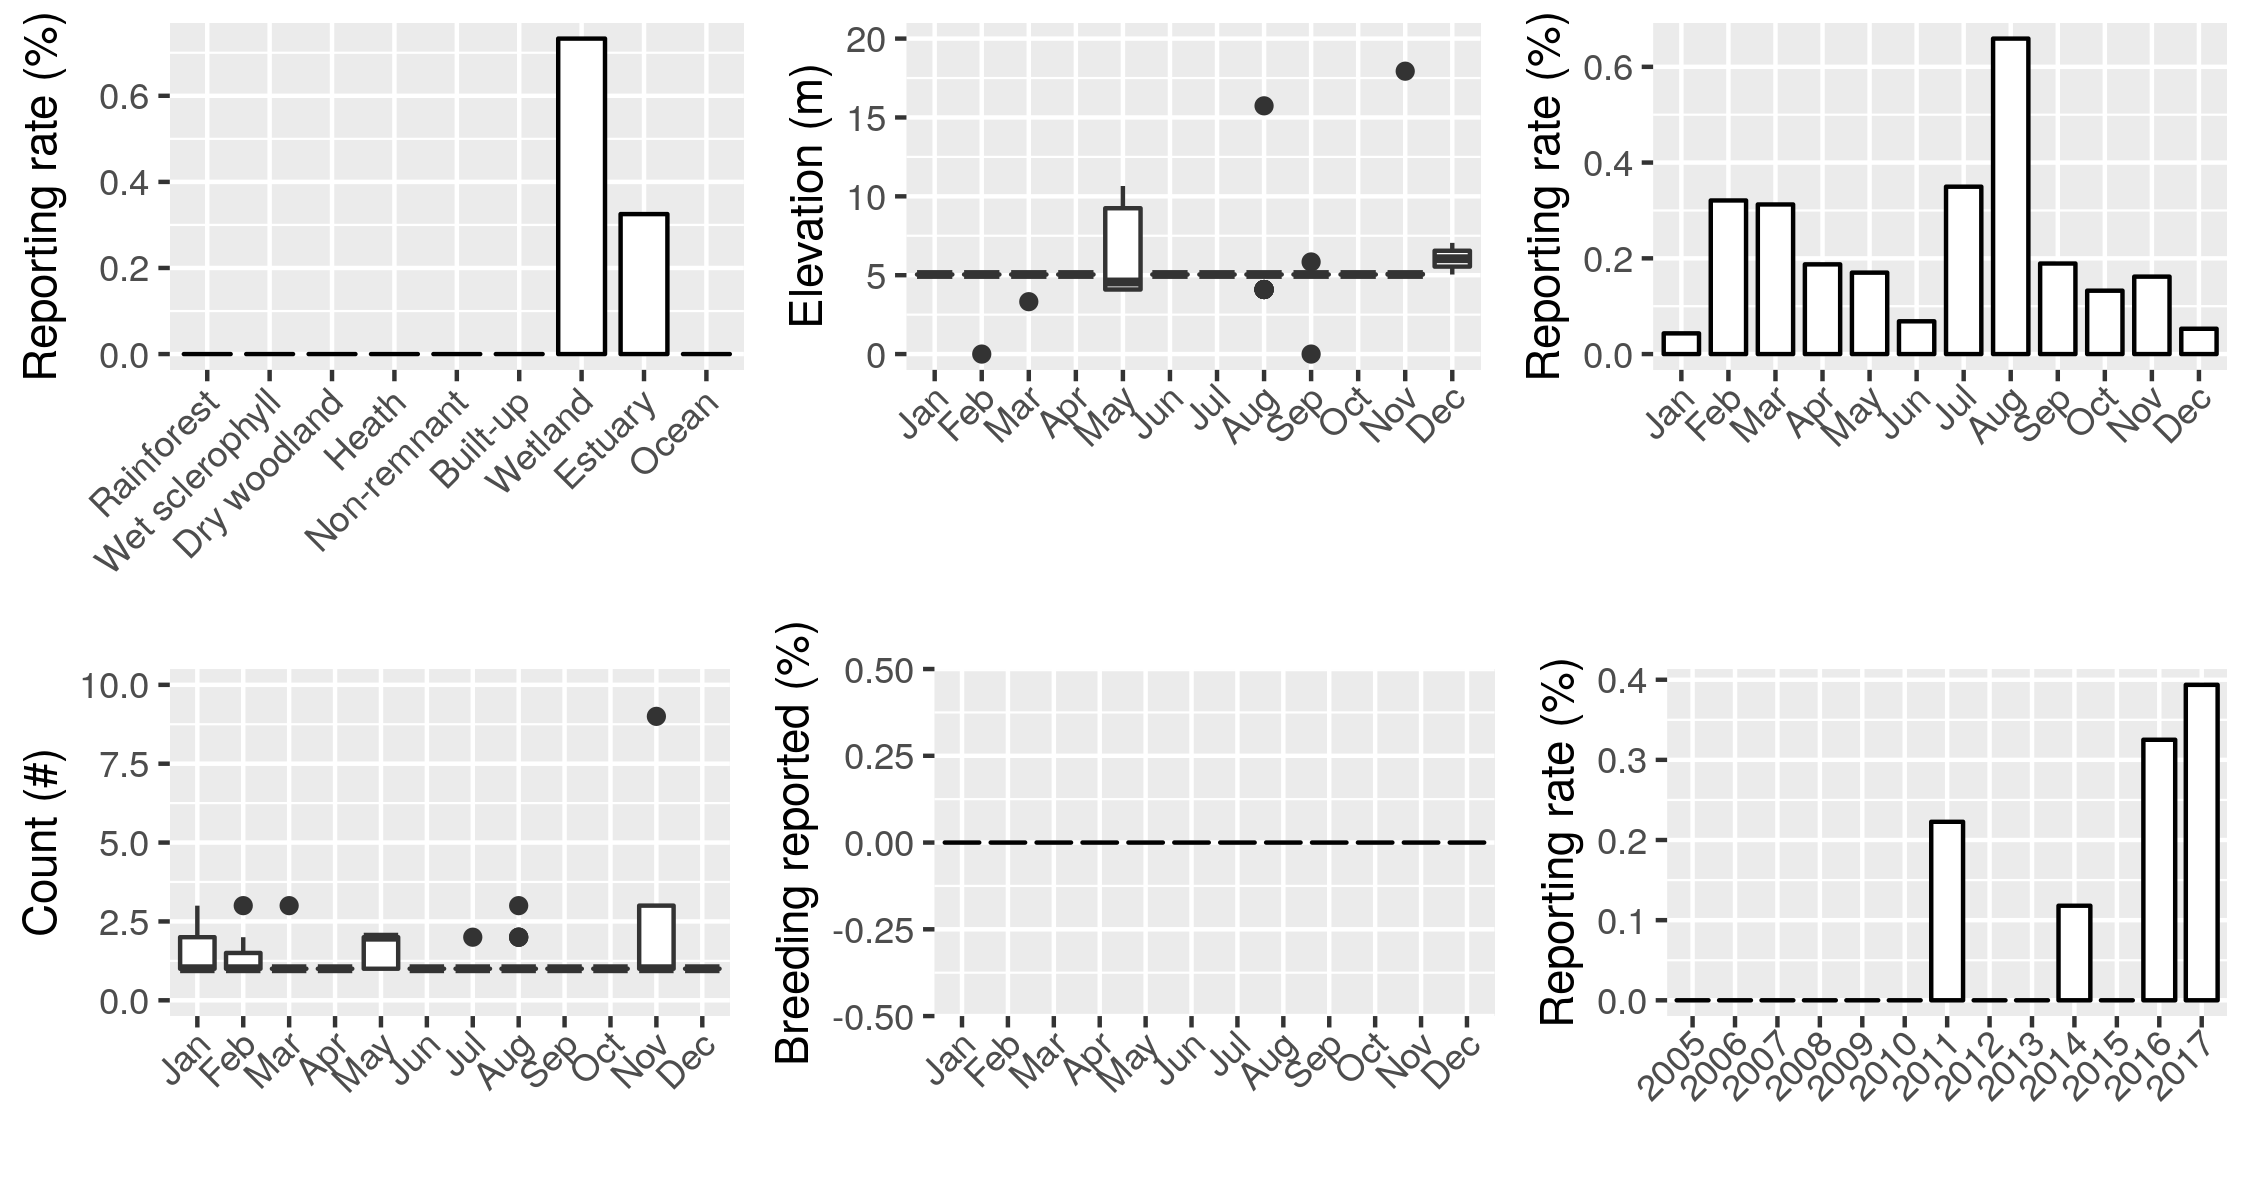 Reporting rate (%)
0.6
0.4
0.2
0.0
Rainforest
Wet sclerophyll
Dry woodland
Heath
Non-remnant
Built-up
Wetland
Estuary
Ocean
Elevation (m)
20
15
10
5
0
Jan
Feb
Mar
Apr
May
Jun
Jul
Aug
Sep
Oct
Nov
Dec
Reporting rate (%)
0.6
0.4
0.2
0.0
Jan
Feb
Mar
Apr
May
Jun
Jul
Aug
Sep
Oct
Nov
Dec
Count (#)
10.0
7.5
5.0
2.5
0.0
Jan
Feb
Mar
Apr
May
Jun
Jul
Aug
Sep
Oct
Nov
Dec
Breeding reported (%)
0.50
0.25
0.00
-0.25
-0.50
Jan
Feb
Mar
Apr
May
Jun
Jul
Aug
Sep
Oct
Nov
Dec
Reporting rate (%)
0.4
0.3
0.2
0.1
0.0
2005
2006
2007
2008
2009
2010
2011
2012
2013
2014
2015
2016
2017